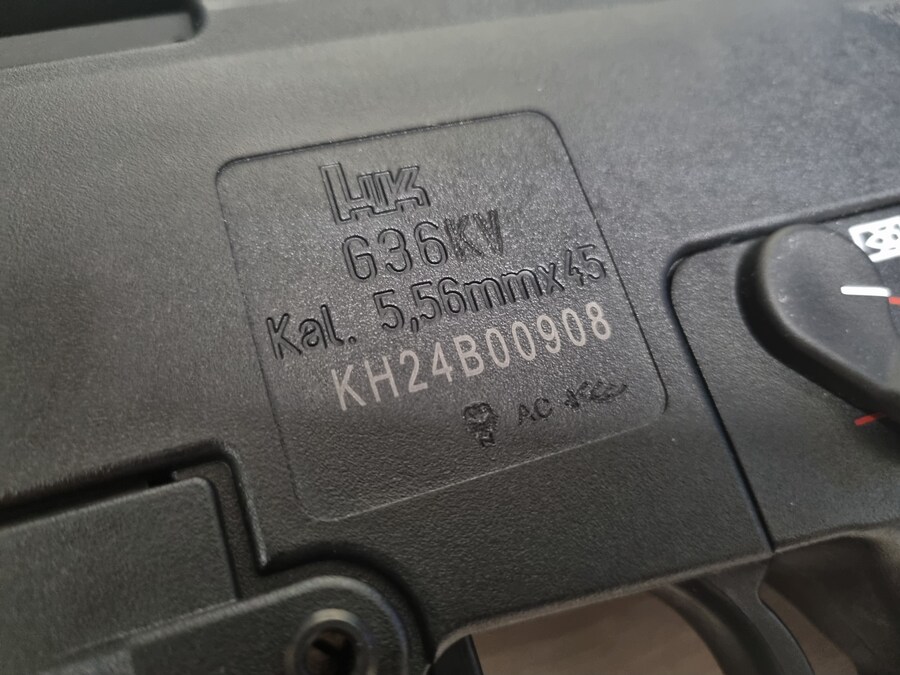 HK
G36KV
Kal. 5,56mmx45
KH24B00908
AC